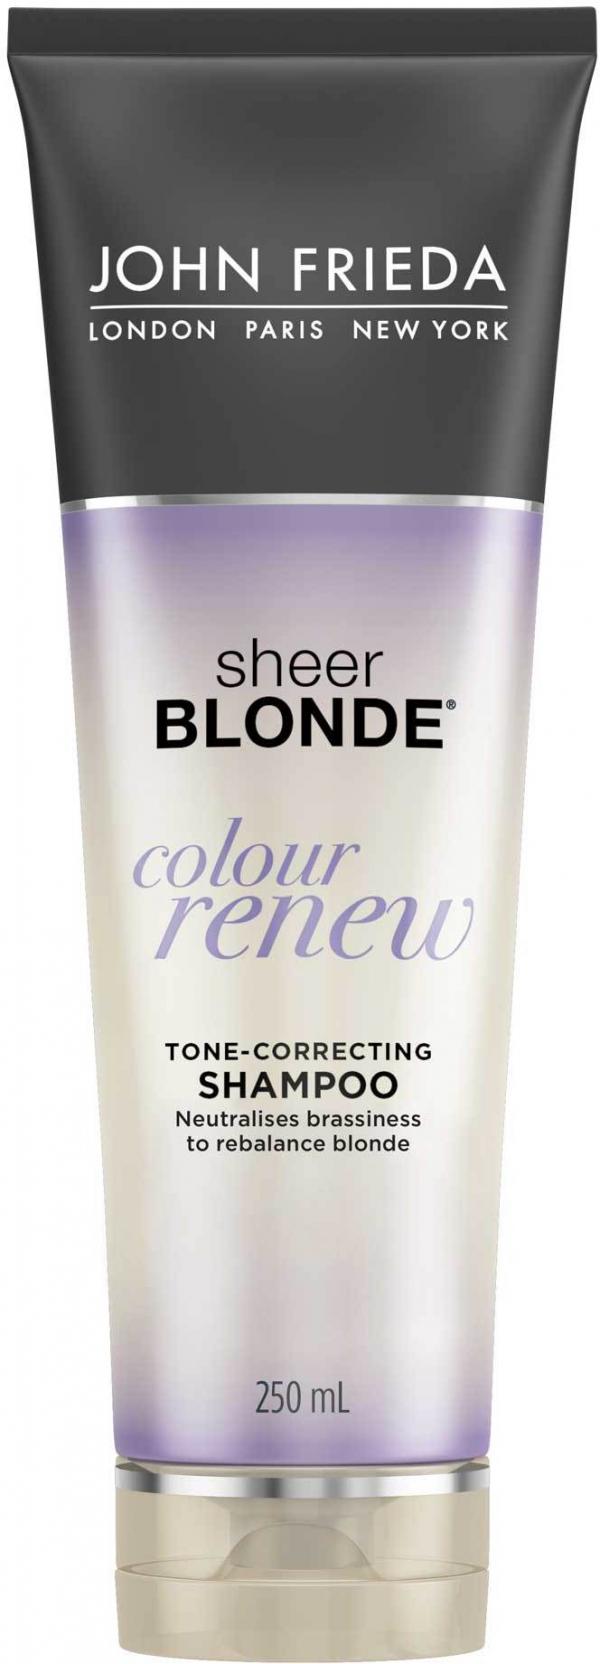 JOHN FRIEDA
LONDON PARIS NEW YORK
sheer
BLONDE®
colour
renew
TONE-CORRECTING
SHAMPOO
Neutralises brassiness
to rebalance blonde
250 mL